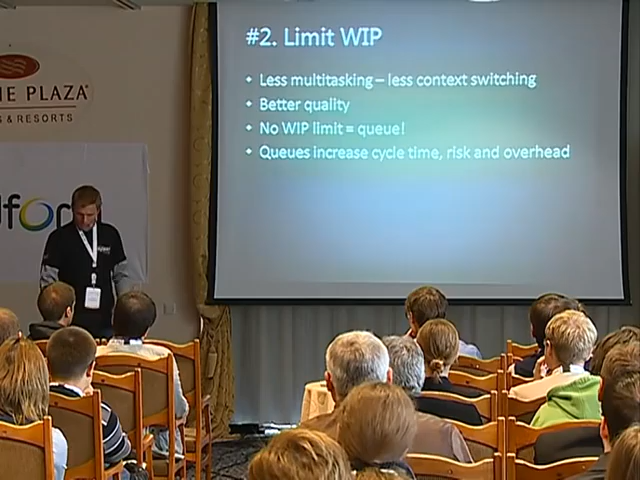 #2. Limit WIP
• Less multitasking – less context switching
• Better quality
• No WIP limit = queue!
• Queues increase cycle time, risk and overhead
PLAZA
& RESORTS